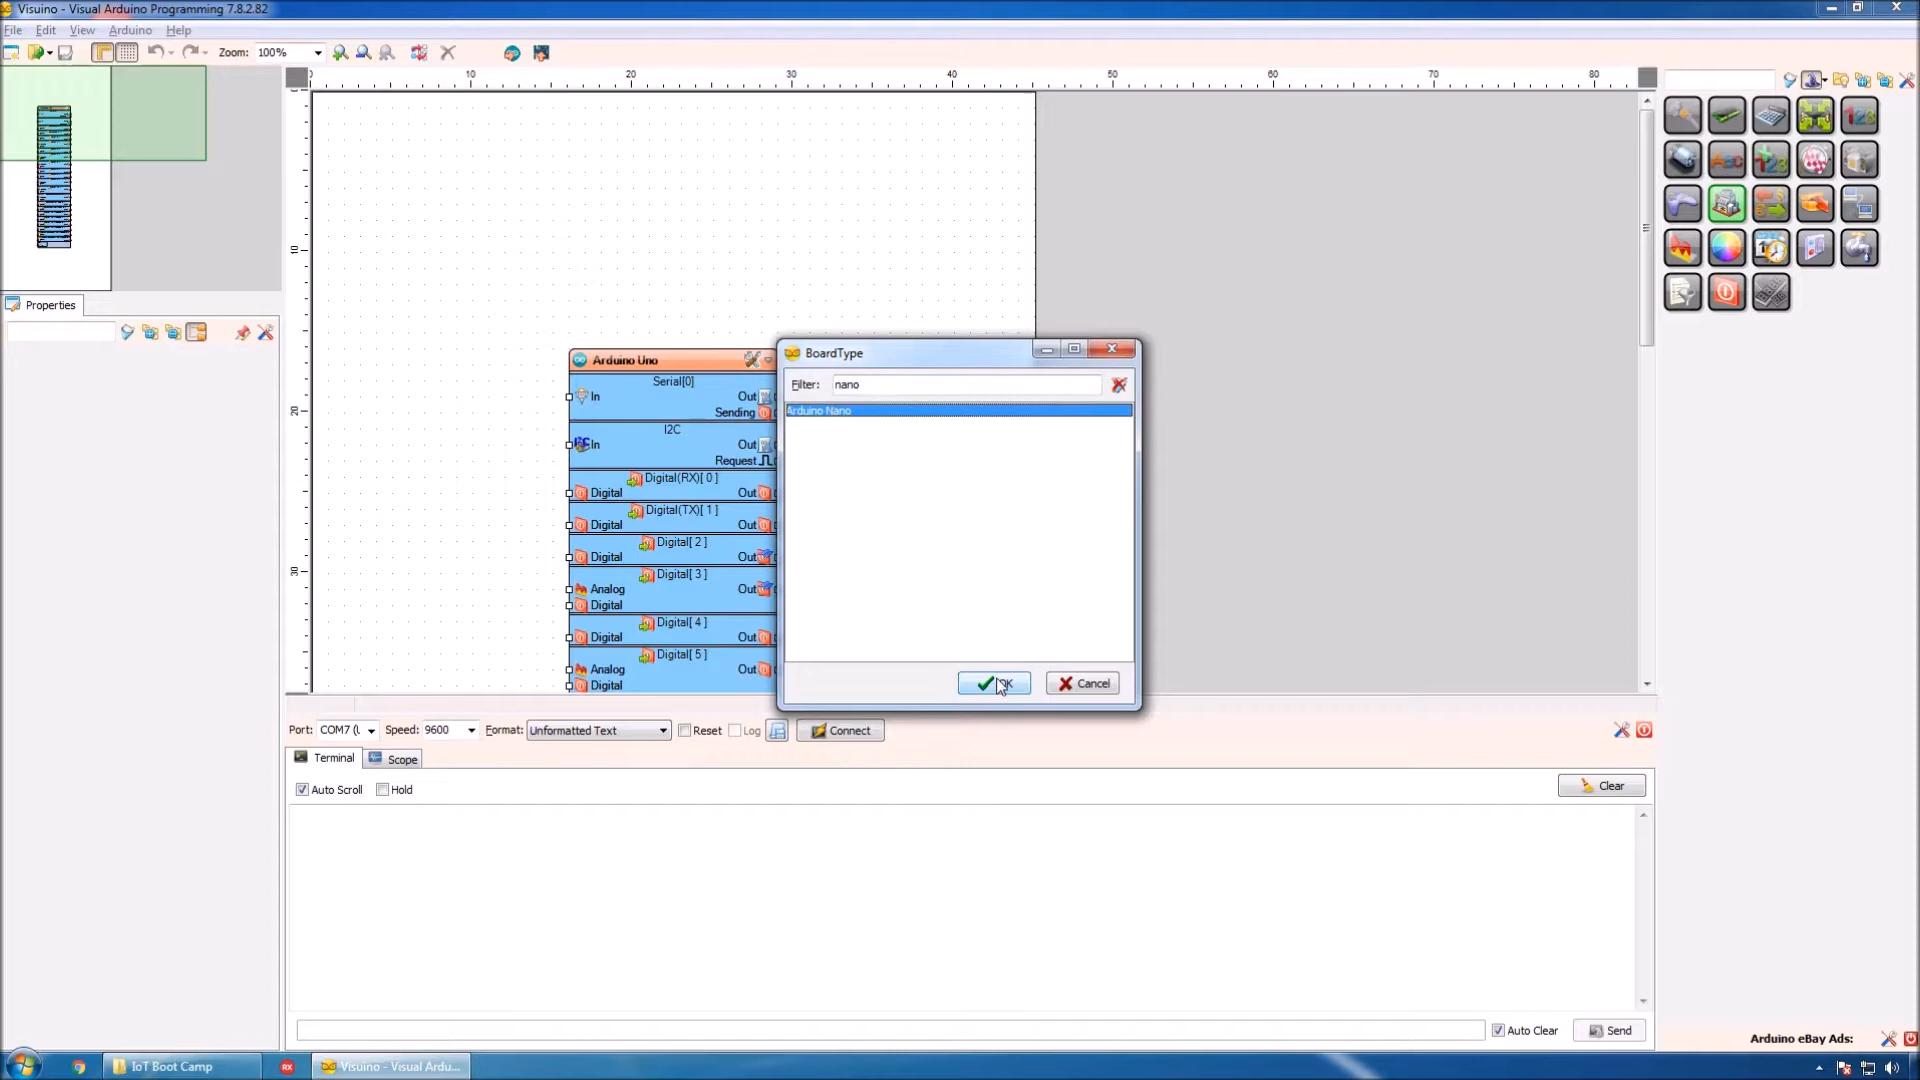 Visuino - Visual Arduino Programming 7.8.2.82
File Edit View Arduino Help
Zoom: 100%
0 10 20 30 40 50 60 70 80
10
20
30
Properties
Arduino Uno
Serial[0]
In Out
Sending
I2C
In Out
Request
Digital(RX)[ 0 ]
Digital Out
Digital(TX)[ 1 ]
Digital Out
Digital[ 2 ]
Digital Out
Digital[ 3 ]
Analog Out
Digital
Digital[ 4 ]
Digital Out
Digital[ 5 ]
Analog Out
Digital
BoardType
Filter: nano
Arduino Nano
OK Cancel
Port: COM7 (L Speed: 9600 Format: Unformatted Text Reset Log Connect
Terminal Scope
Auto Scroll Hold Clear
Auto Clear Send
Arduino eBay Ads:
IoT Boot Camp RX Visuino - Visual Ardu...